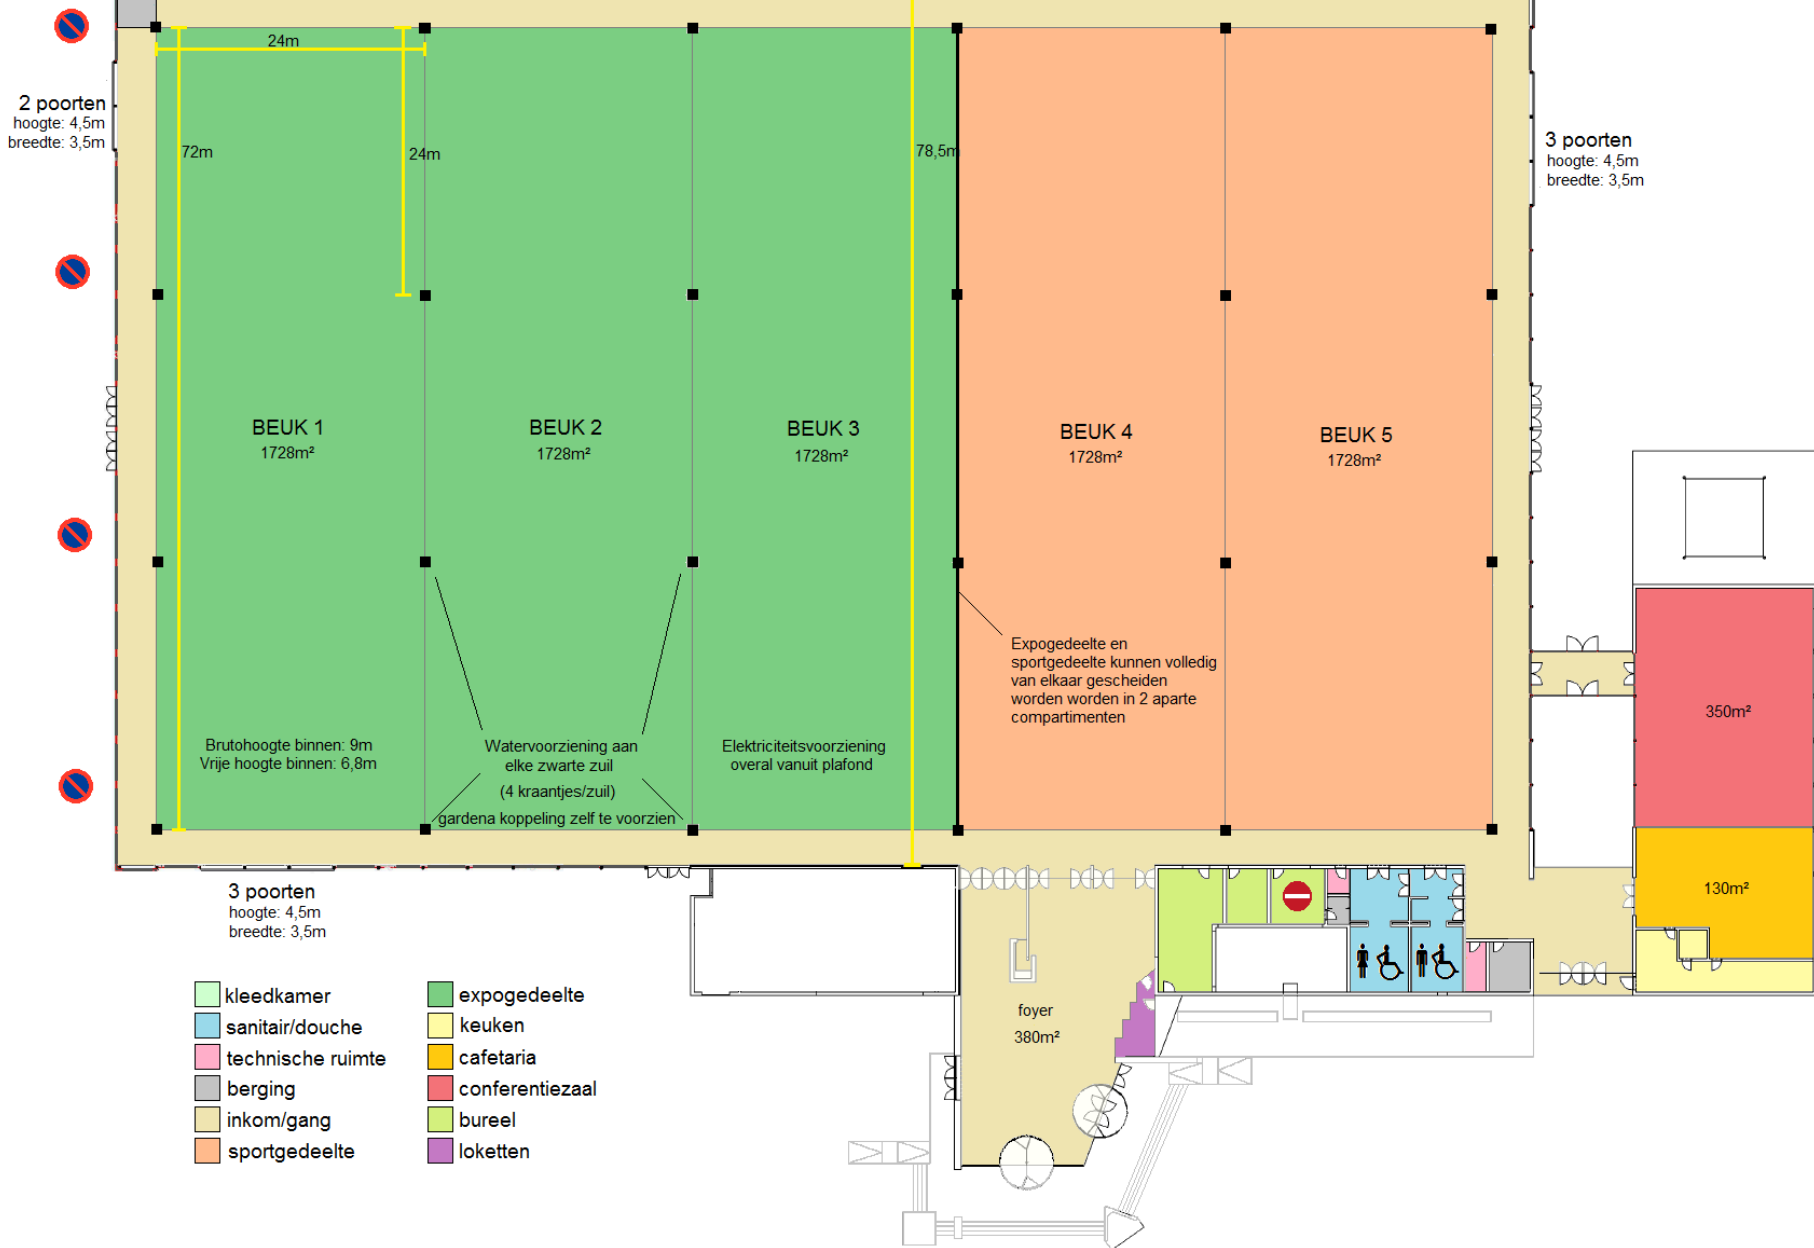 24m
2 poorten
hoogte: 4,5m
breedte: 3,5m
72m
24m
78,5m
3 poorten
hoogte: 4,5m
breedte: 3,5m
BEUK 1
1728m²
BEUK 2
1728m²
BEUK 3
1728m²
BEUK 4
1728m²
BEUK 5
1728m²
Expogedeelte en
sportgedeelte kunnen volledig
van elkaar gescheiden
worden worden in 2 aparte
compartimenten
350m²
Brutohoogte binnen: 9m
Vrije hoogte binnen: 6,8m
Watervoorziening aan
elke zwarte zuil
(4 kraantjes/zuil)
gardena koppeling zelf te voorzien
Elektriciteitsvoorziening
overal vanuit plafond
130m²
3 poorten
hoogte: 4,5m
breedte: 3,5m
foyer
380m²
kleedkamer
sanitair/douche
technische ruimte
berging
inkom/gang
sportgedeelte
expogedeelte
keuken
cafetaria
conferentiezaal
bureel
loketten